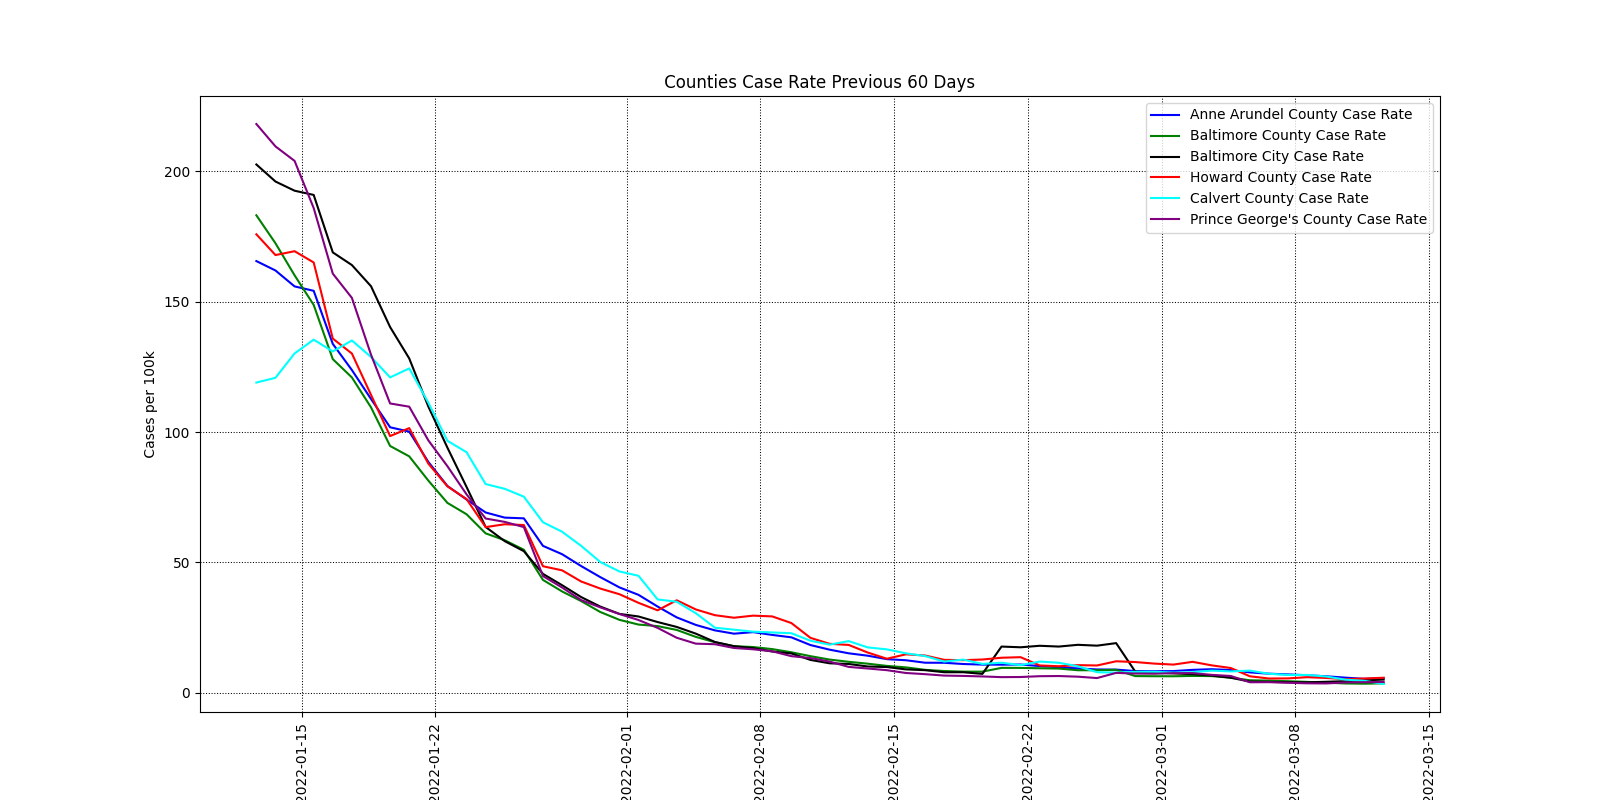 Counties Case Rate Previous 60 Days
Anne Arundel County Case Rate
Baltimore County Case Rate
Baltimore City Case Rate
Howard County Case Rate
Calvert County Case Rate
Prince George's County Case Rate
Cases per 100k
200
150
100
50
0
2022-01-15
2022-01-22
2022-02-01
2022-02-08
2022-02-15
2022-02-22
2022-03-01
2022-03-08
2022-03-15